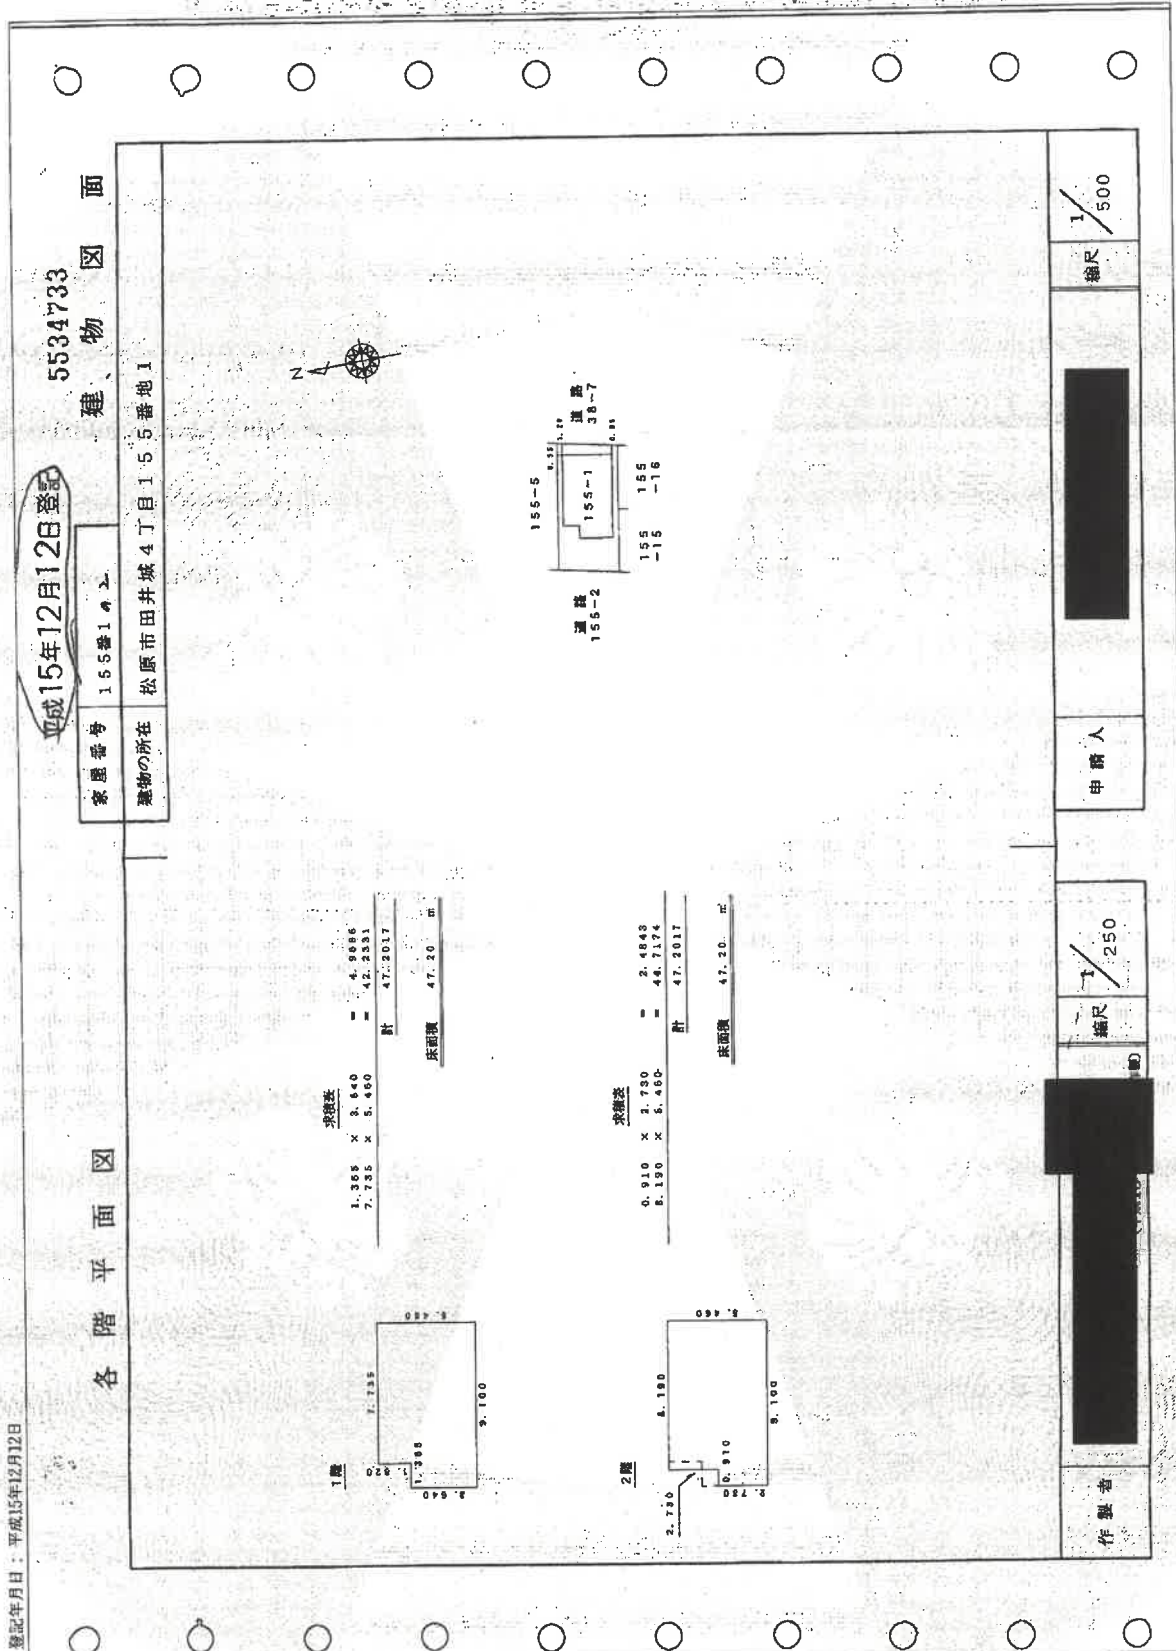 登記年月日：平成15年12月12日
平成15年12月12日登記
5534733
各階平面図
建物図面
家屋番号
155番1の2
建物の所在
松原市田井城4丁目155番地1
1階
7.735
5.460
1.820
1.365
3.640
9.100
求積表
1.365 × 3.640 = 4.9686
7.735 × 5.460 = 42.2331
計 47.2017
床面積 47.20 ㎡
2階
8.190
5.460
2.730
0.910
2.730
9.100
求積表
0.910 × 2.730 = 2.4843
8.190 × 5.460 = 44.7174
計 47.2017
床面積 47.20 ㎡
N
155-5
道路
38-7
155-1
155
-15
155
-16
道路
155-2
作製者
縮尺
1/250
申請人
縮尺
1/500